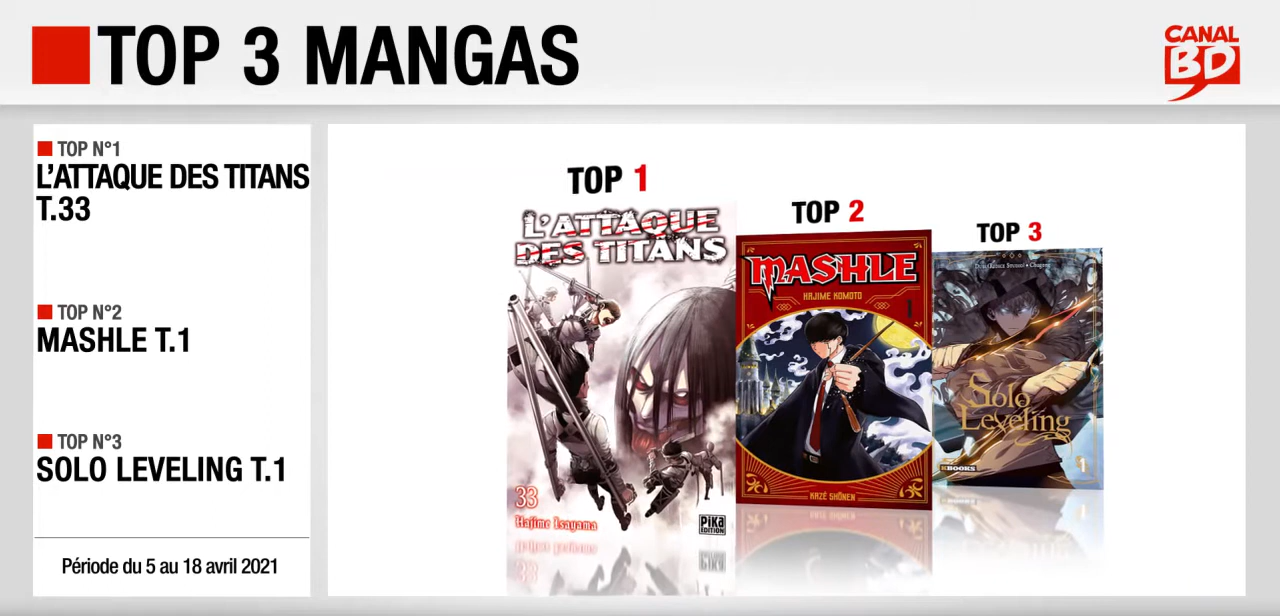 TOP 3 MANGAS
CANAL
BD
TOP N°1
L'ATTAQUE DES TITANS
T.33
TOP N°2
MASHLE T.1
TOP N°3
SOLO LEVELING T.1
Période du 5 au 18 avril 2021
TOP 1
L'ATTAQUE
DES TITANS
33
Hajime Isayama
PIKA
EDITION
TOP 2
MASHLE
HAJIME KOMOTO
1
KAZÉ SHÔNEN
TOP 3
Solo
Leveling
KBOOKS
1